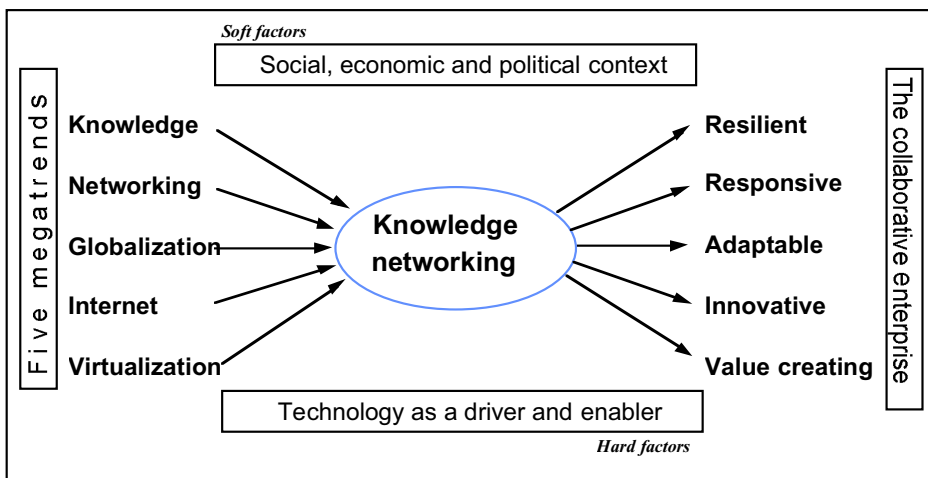 Soft factors
Social, economic and political context
Five megatrends
Knowledge
Networking
Globalization
Internet
Virtualization
Knowledge
networking
Resilient
Responsive
Adaptable
Innovative
Value creating
The collaborative enterprise
Technology as a driver and enabler
Hard factors